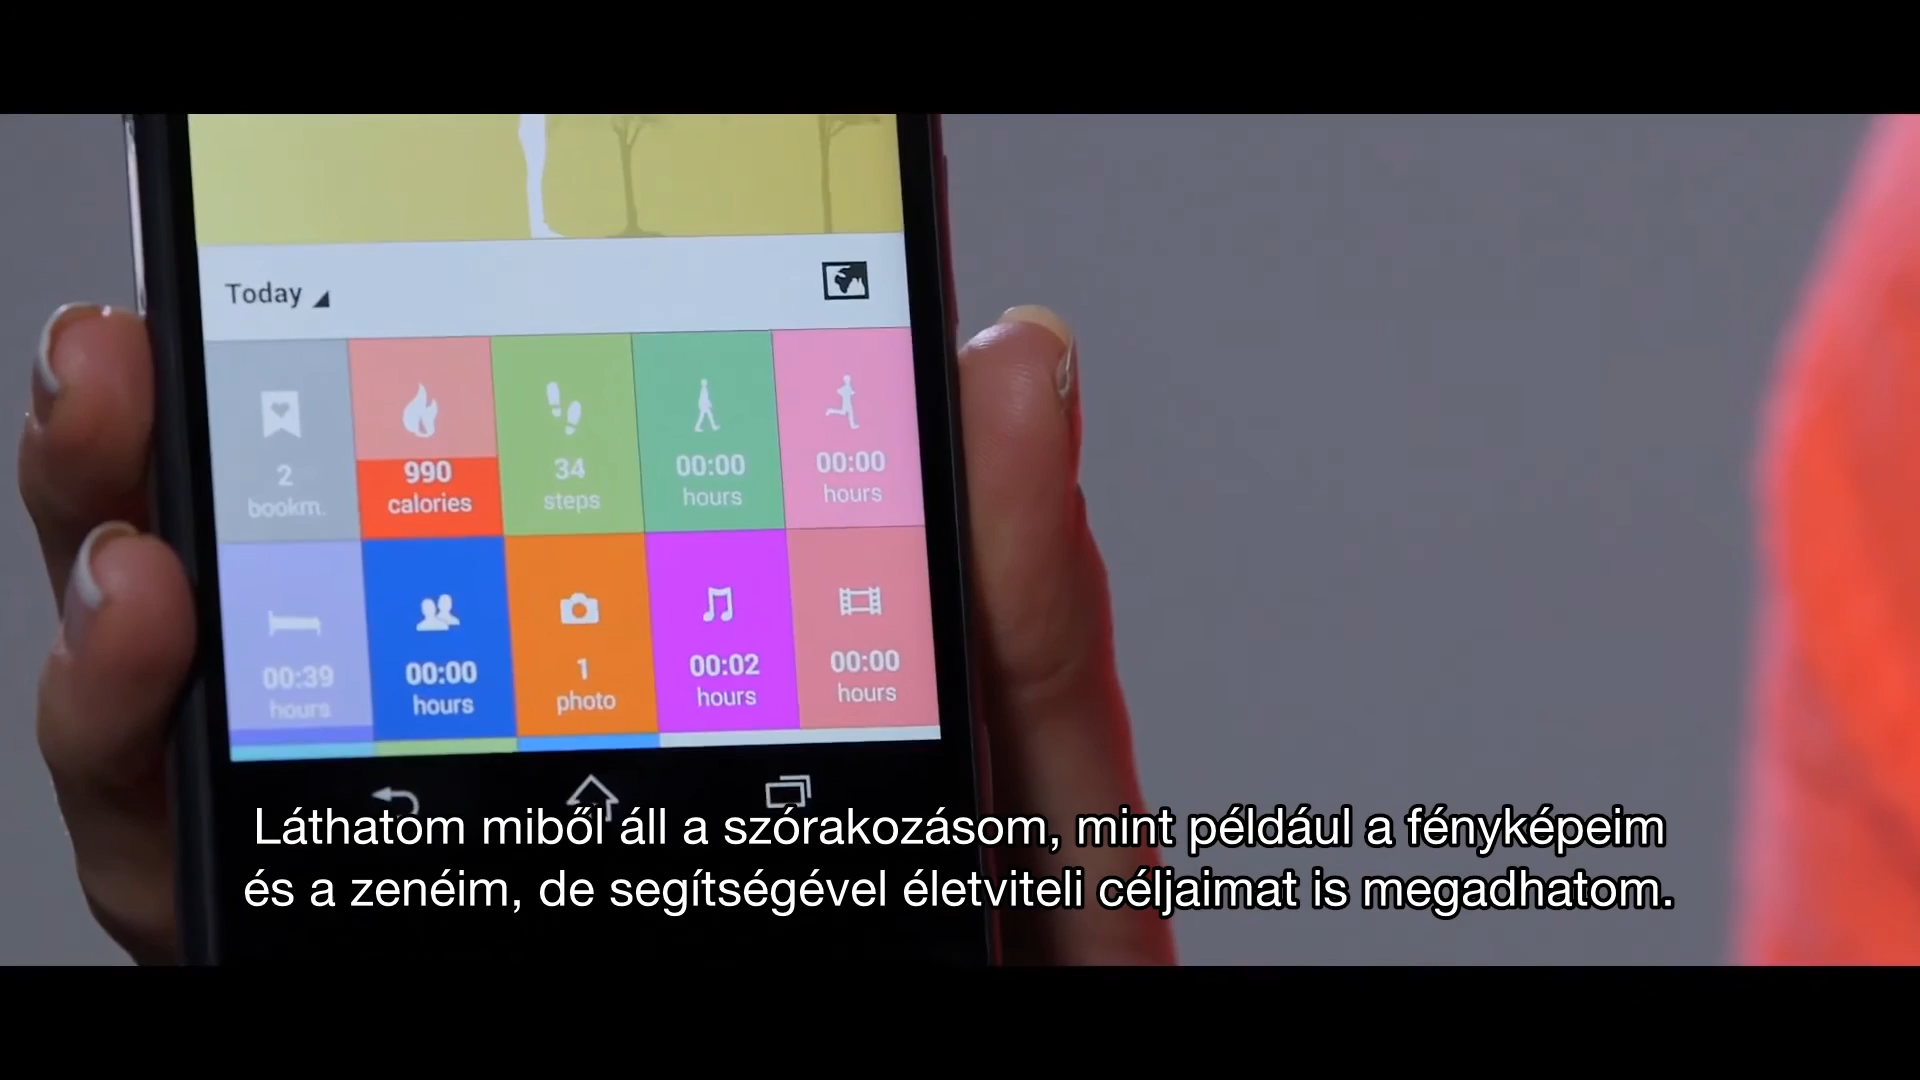 Today
2
bookm.
990
calories
34
steps
00:00
hours
00:00
hours
00:39
hours
00:00
hours
1
photo
00:02
hours
00:00
hours
Láthatom miből áll a szórakozásom, mint például a fényképeim
és a zenéim, de segítségével életviteli céljaimat is megadhatom.